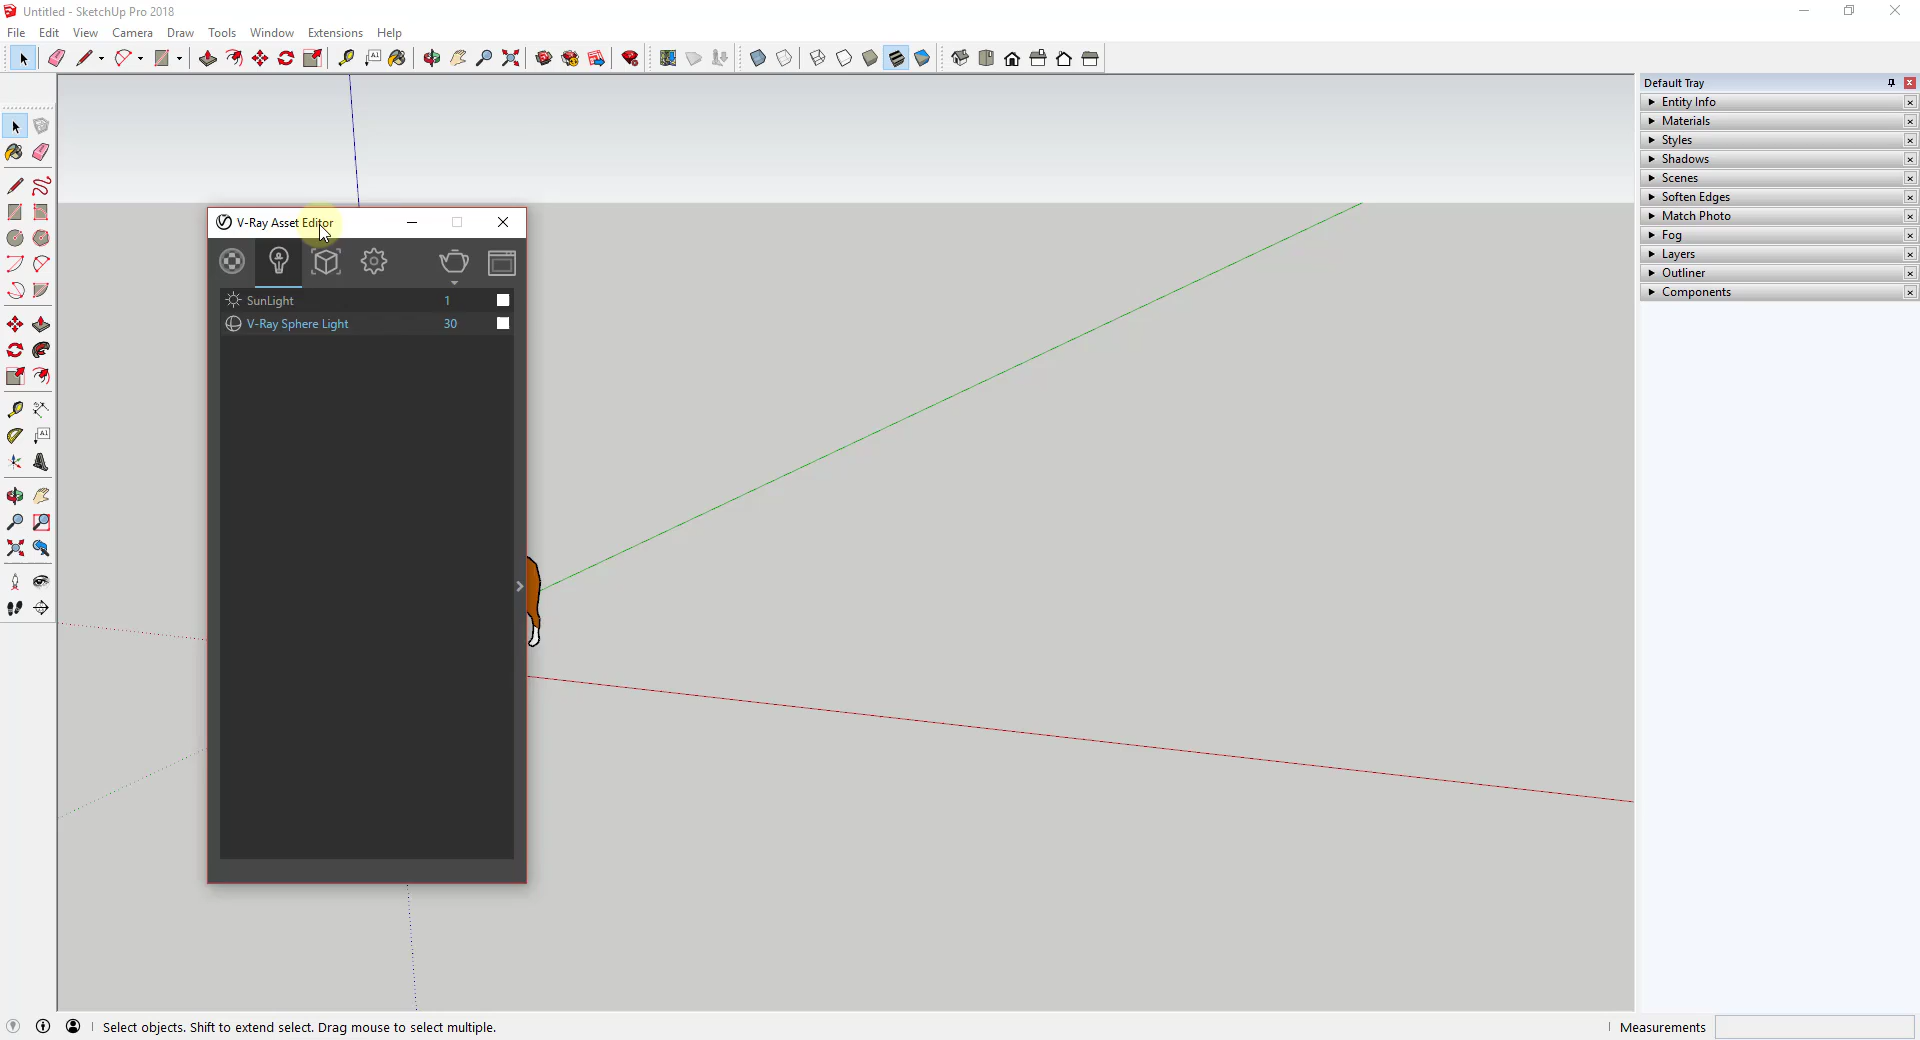 Untitled - SketchUp Pro 2018
File Edit View Camera Draw Tools Window Extensions Help
Default Tray
Entity Info
Materials
Styles
Shadows
Scenes
Soften Edges
Match Photo
Fog
Layers
Outliner
Components
V-Ray Asset Editor
SunLight 1
V-Ray Sphere Light 30
Select objects. Shift to extend select. Drag mouse to select multiple.
Measurements